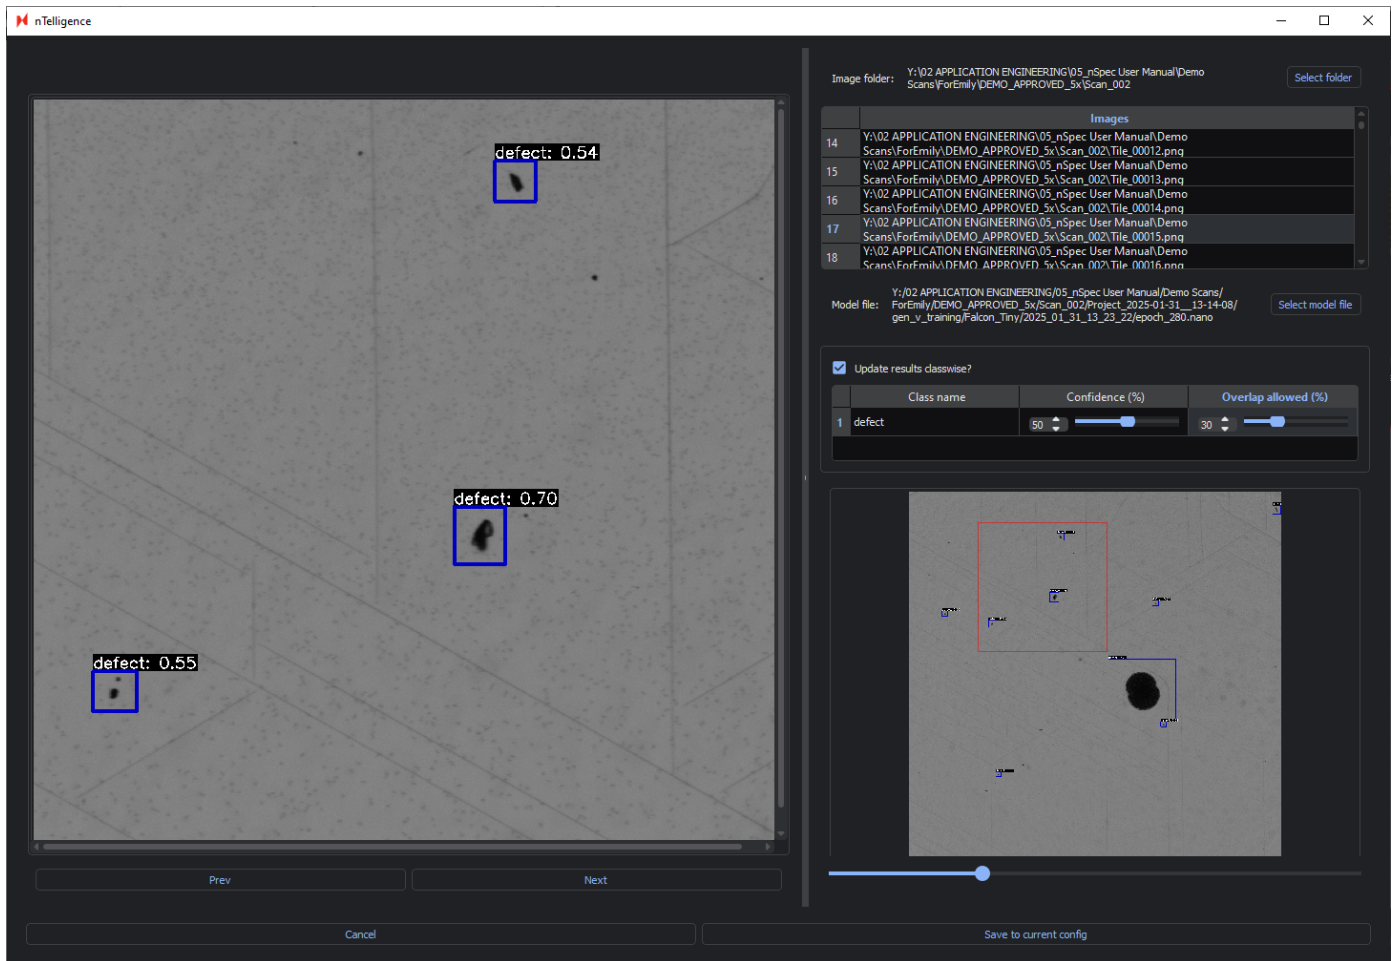 nTelligence
defect: 0.54
defect: 0.70
defect: 0.55
Prev
Next
Image folder:
Y:\02 APPLICATION ENGINEERING\05_nSpec User Manual\Demo
Scans\ForEmily\DEMO_APPROVED_5x\Scan_002
Select folder
Images
14
Y:\02 APPLICATION ENGINEERING\05_nSpec User Manual\Demo
Scans\ForEmily\DEMO_APPROVED_5x\Scan_002\Tile_00012.png
15
Y:\02 APPLICATION ENGINEERING\05_nSpec User Manual\Demo
Scans\ForEmily\DEMO_APPROVED_5x\Scan_002\Tile_00013.png
16
Y:\02 APPLICATION ENGINEERING\05_nSpec User Manual\Demo
Scans\ForEmily\DEMO_APPROVED_5x\Scan_002\Tile_00014.png
17
Y:\02 APPLICATION ENGINEERING\05_nSpec User Manual\Demo
Scans\ForEmily\DEMO_APPROVED_5x\Scan_002\Tile_00015.png
18
Y:\02 APPLICATION ENGINEERING\05_nSpec User Manual\Demo
Scans\ForEmily\DEMO_APPROVED_5x\Scan_002\Tile_00016.png
Model file:
Y:/02 APPLICATION ENGINEERING/05_nSpec User Manual/Demo Scans/
ForEmily/DEMO_APPROVED_5x/Scan_002/Project_2025-01-31__13-14-08/
gen_v_training/Falcon_Tiny/2025_01_31_13_23_22/epoch_280.nano
Select model file
Update results classwise?
Class name Confidence (%) Overlap allowed (%)
1 defect 50 30
Cancel
Save to current config